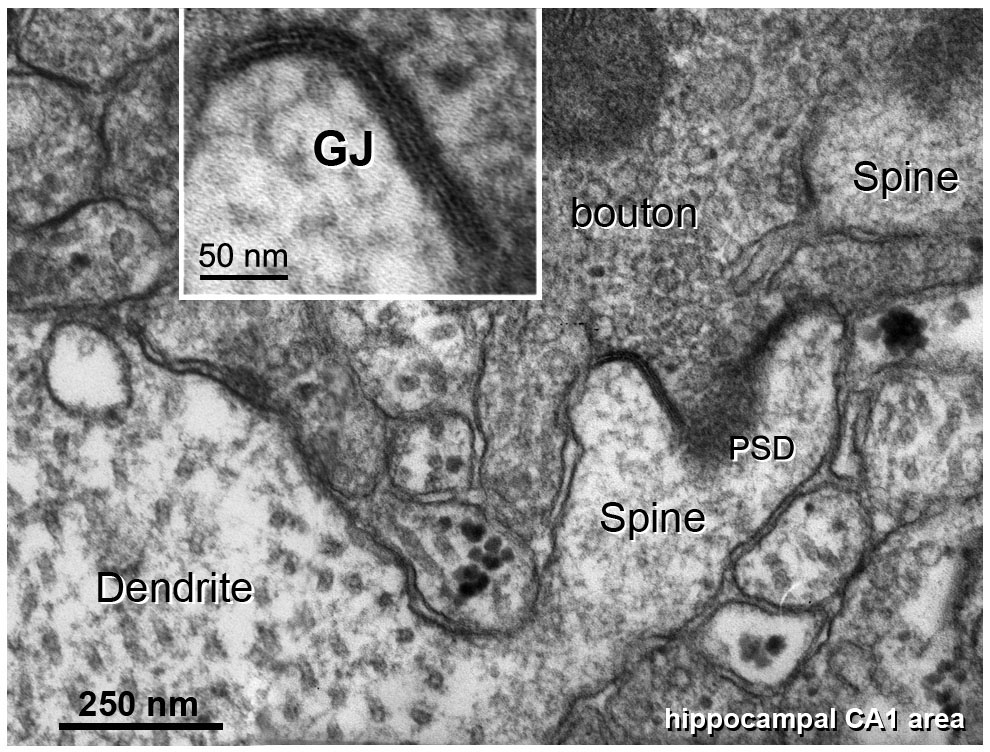 GJ
50 nm
Spine
bouton
PSD
Spine
Dendrite
250 nm
hippocampal CA1 area